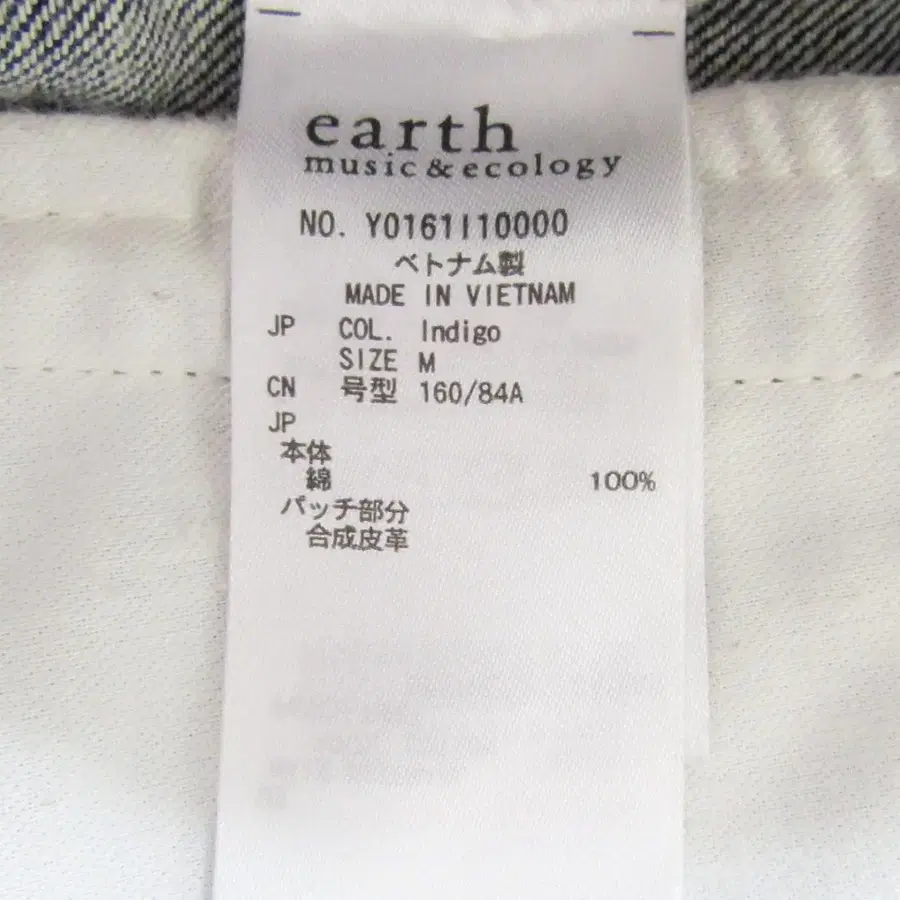 earth
music & ecology
NO. Y0161I10000
ベトナム製
MADE IN VIETNAM
JP COL. Indigo
SIZE M
CN 号型 160/84A
JP
本体
綿 100%
パッチ部分
合成皮革